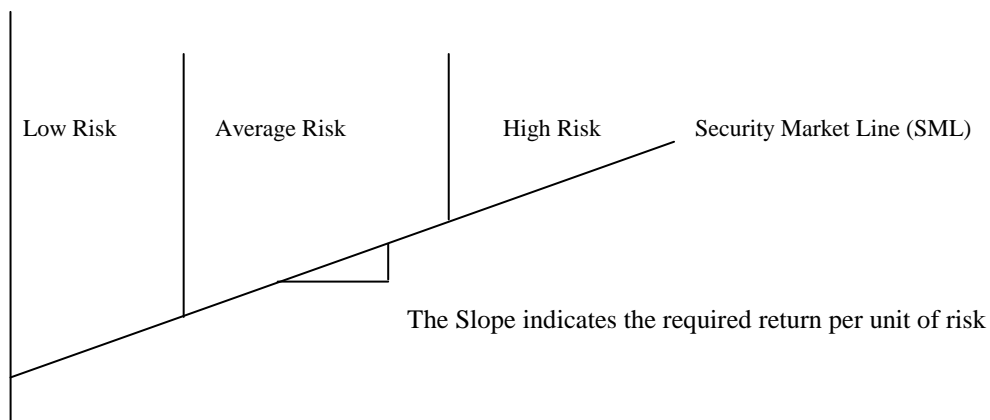 Low Risk
Average Risk
High Risk
Security Market Line (SML)
The Slope indicates the required return per unit of risk